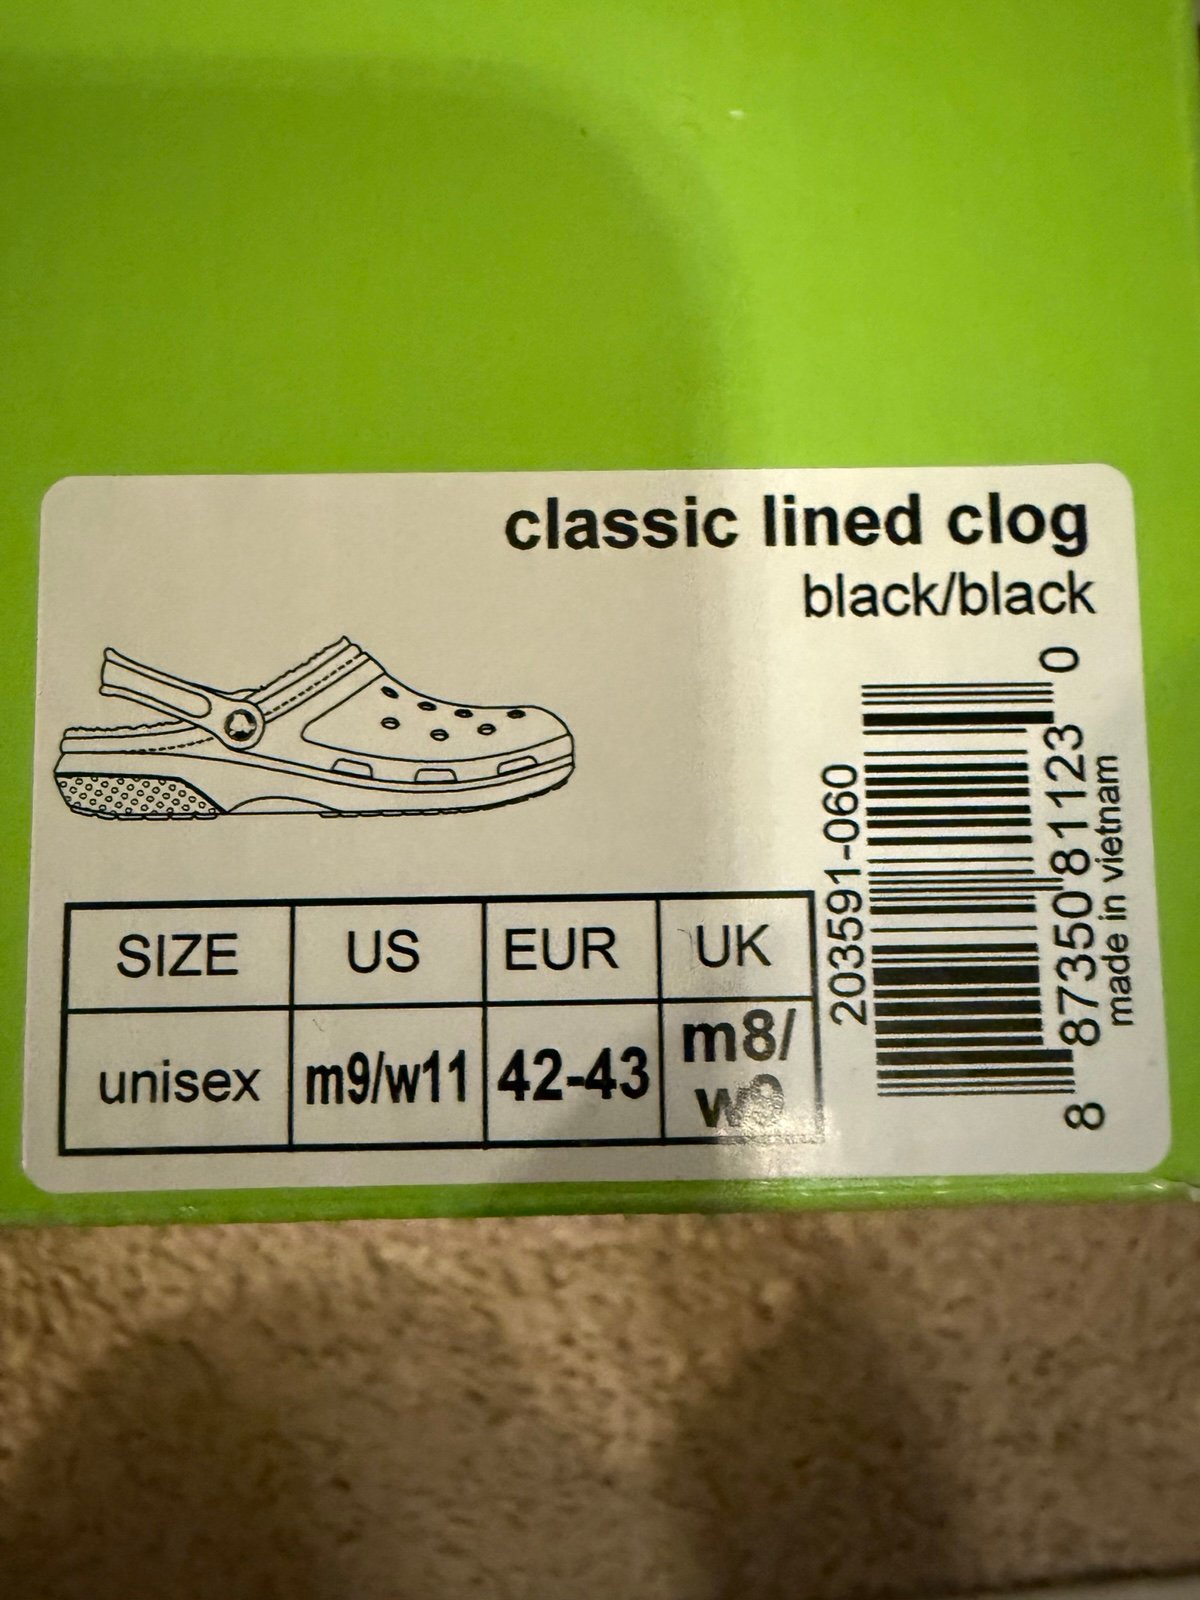 classic lined clog
black/black
SIZE US EUR UK
unisex m9/w11 42-43 m8/
w9
203591-060
8 87350 81123 0
made in vietnam